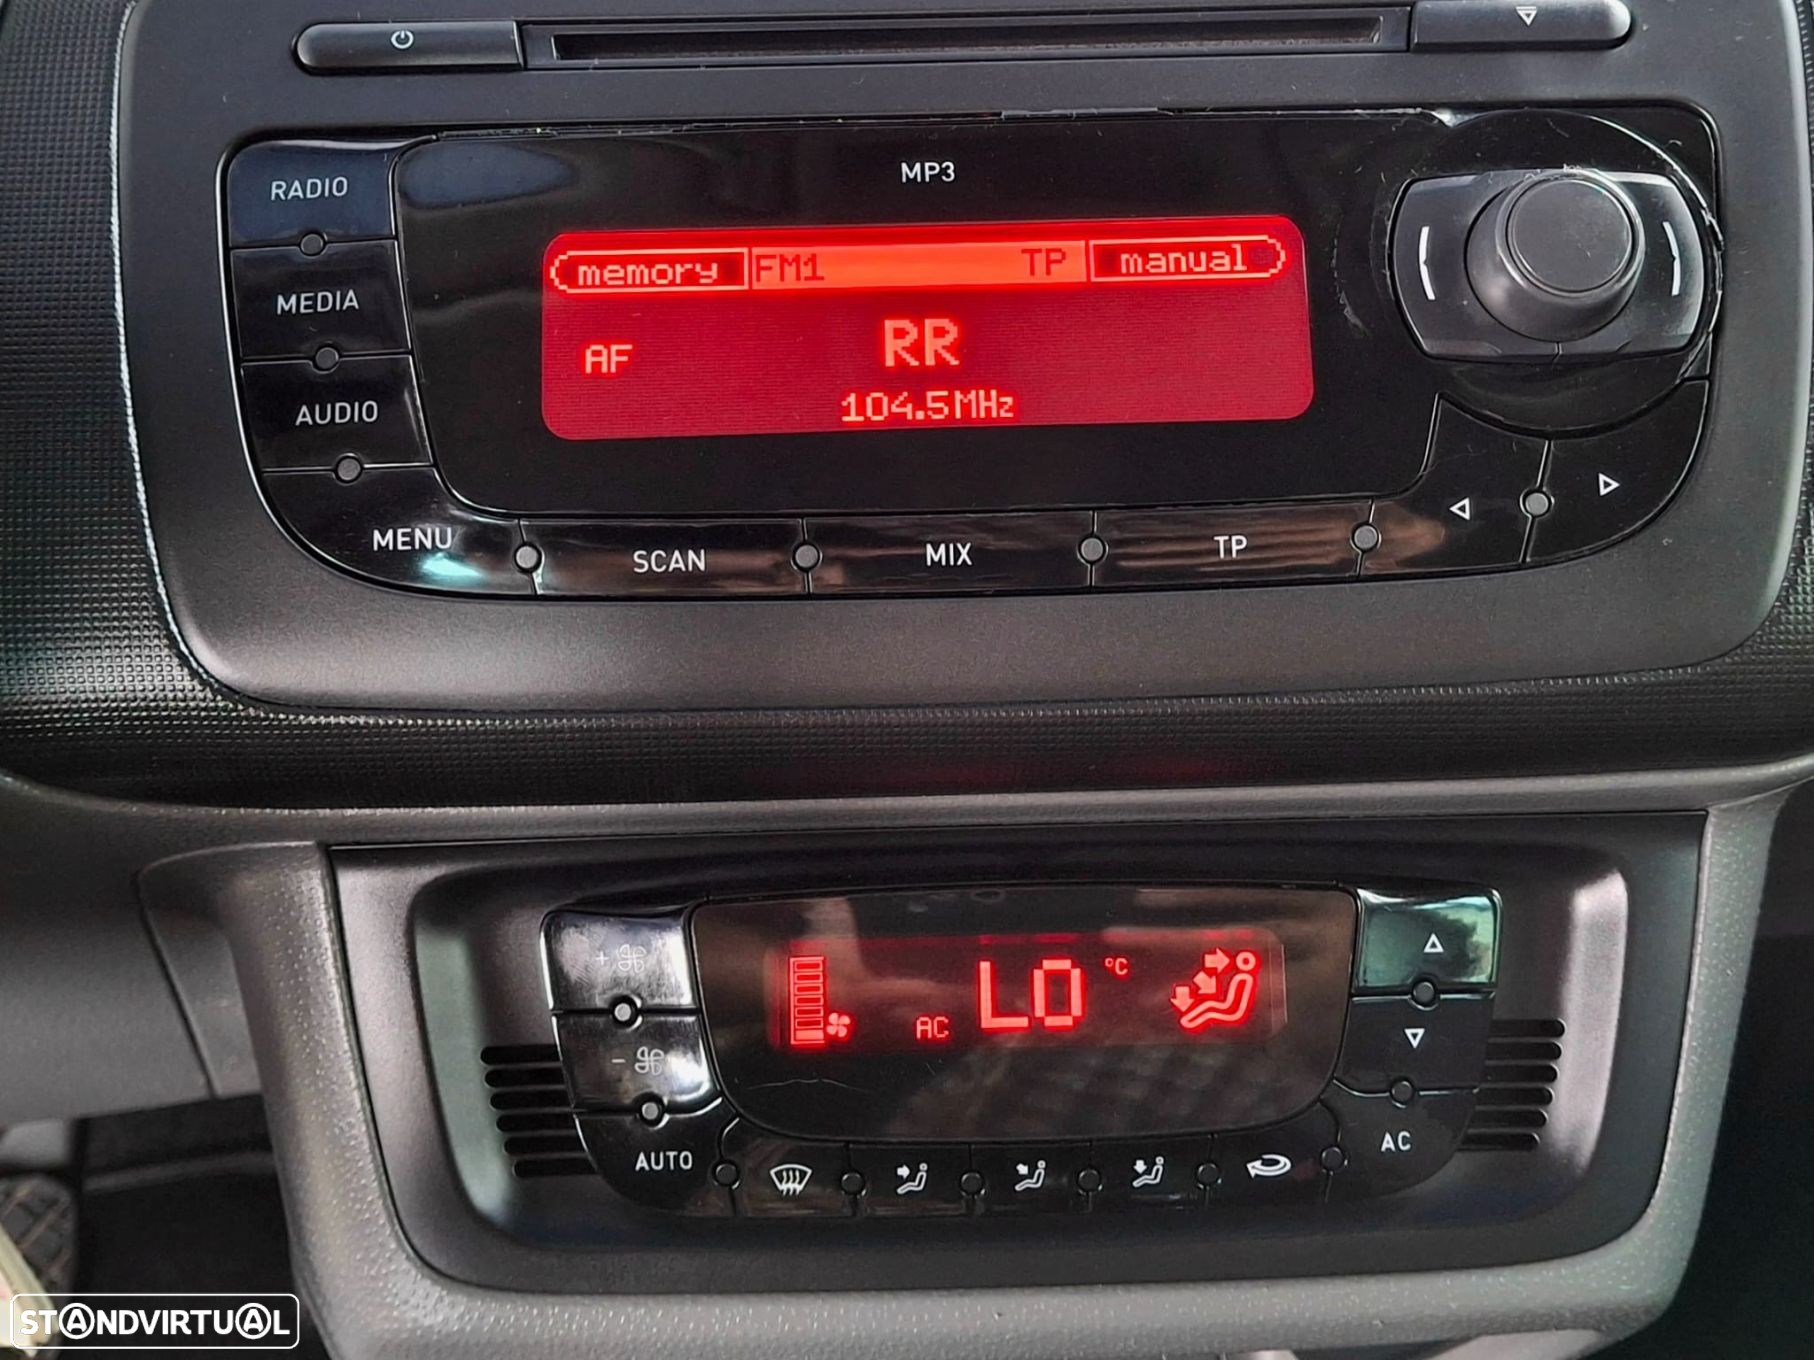 MP3
RADIO
memory FM1 TP manual
MEDIA
AF RR
104.5MHz
AUDIO
MENU SCAN MIX TP
AC LO °C
AUTO AC
STANDVIRTUAL